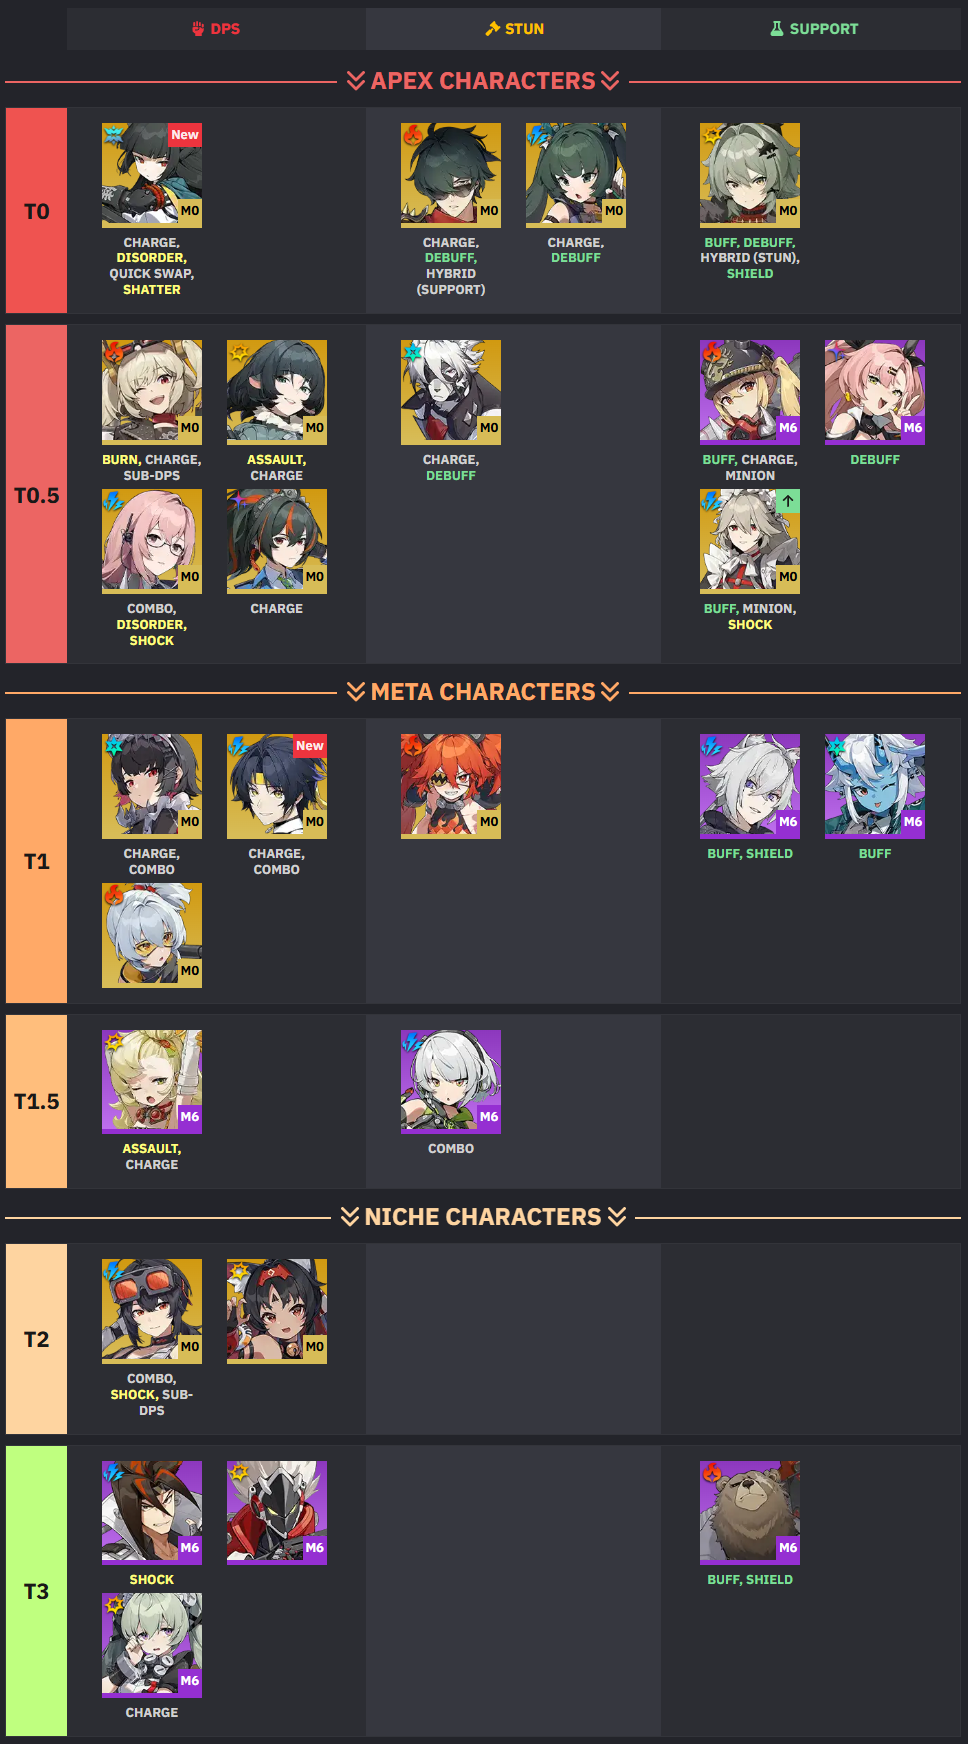 DPS
STUN
SUPPORT
APEX CHARACTERS
T0
New
M0
CHARGE,
DISORDER,
QUICK SWAP,
SHATTER
M0
CHARGE,
DEBUFF,
HYBRID
(SUPPORT)
M0
CHARGE,
DEBUFF
M0
BUFF, DEBUFF,
HYBRID (STUN),
SHIELD
T0.5
M0
BURN, CHARGE,
SUB-DPS
M0
ASSAULT,
CHARGE
M0
COMBO,
DISORDER,
SHOCK
M0
CHARGE
M0
CHARGE,
DEBUFF
M6
BUFF, CHARGE,
MINION
M6
DEBUFF
M0
BUFF, MINION,
SHOCK
META CHARACTERS
T1
M0
CHARGE,
COMBO
New
M0
CHARGE,
COMBO
M0
M0
M6
BUFF, SHIELD
M6
BUFF
T1.5
M6
ASSAULT,
CHARGE
M6
COMBO
NICHE CHARACTERS
T2
M0
COMBO,
SHOCK, SUB-
DPS
M0
T3
M6
SHOCK
M6
M6
CHARGE
M6
BUFF, SHIELD